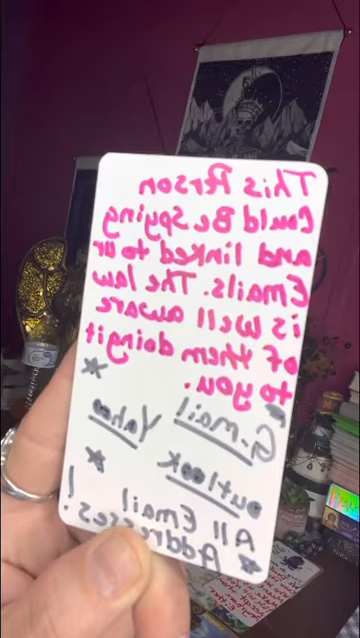 This Person
Could Be Spying
and linked to ur
Emails. The law
is well aware
of them doing it
to you.
G.mail
Yahoo
outlook
All Email
Addresses!